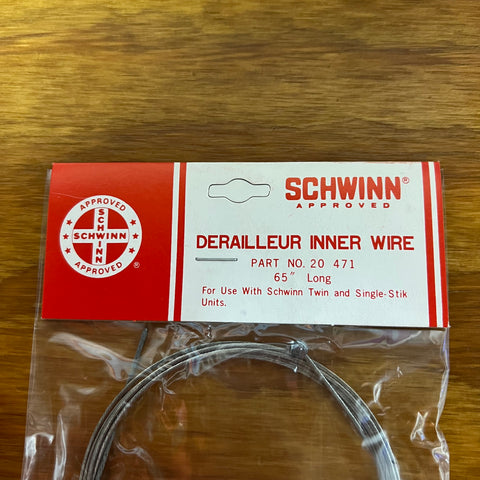 APPROVED
SCHWINN
SCHWINN
APPROVED
®
SCHWINN®
APPROVED
DERAILLEUR INNER WIRE
PART NO. 20 471
65" Long
For Use With Schwinn Twin and Single-Stik
Units.